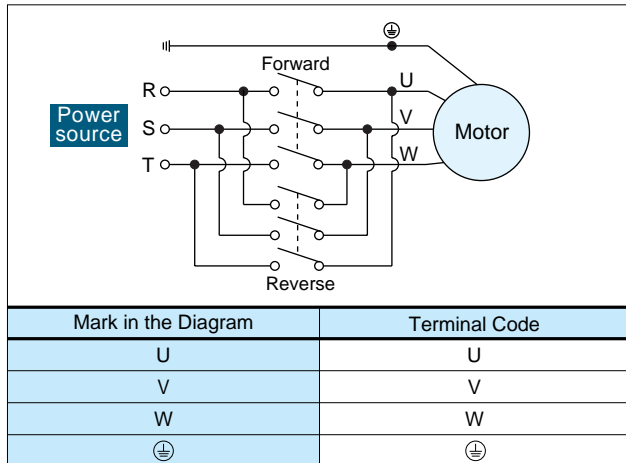 Forward
R
U
Power
source
S
V
Motor
T
W
Reverse
Mark in the Diagram Terminal Code
U U
V V
W W